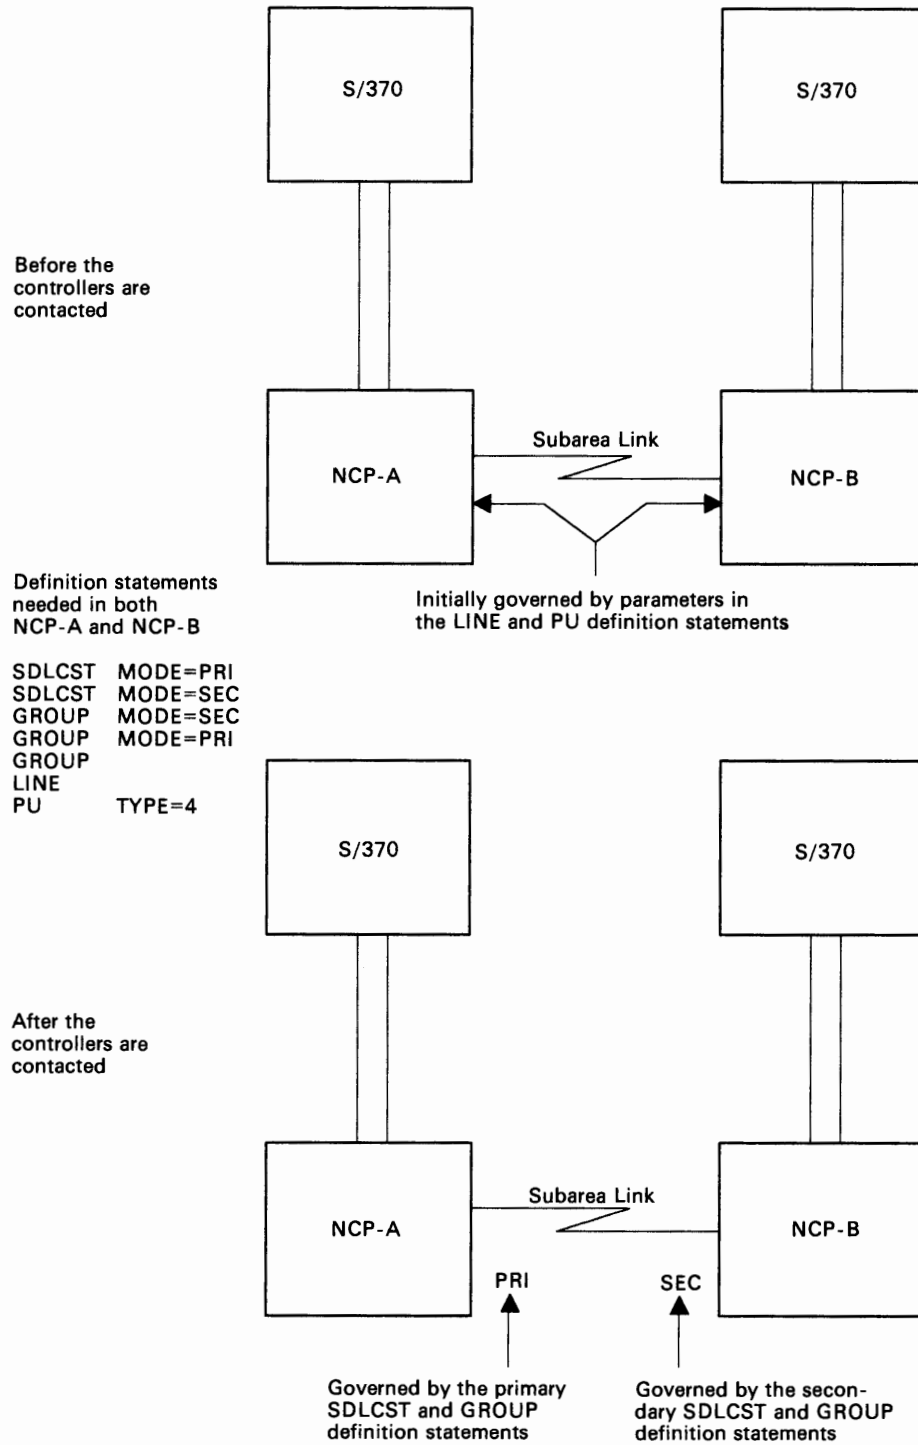 S/370
S/370
Before the
controllers are
contacted
Subarea Link
NCP-A
NCP-B
Initially governed by parameters in
the LINE and PU definition statements
Definition statements
needed in both
NCP-A and NCP-B
SDLCST MODE=PRI
SDLCST MODE=SEC
GROUP MODE=SEC
GROUP MODE=PRI
GROUP
LINE
PU TYPE=4
S/370
S/370
After the
controllers are
contacted
Subarea Link
NCP-A
NCP-B
PRI
SEC
Governed by the primary
SDLCST and GROUP
definition statements
Governed by the secon-
dary SDLCST and GROUP
definition statements